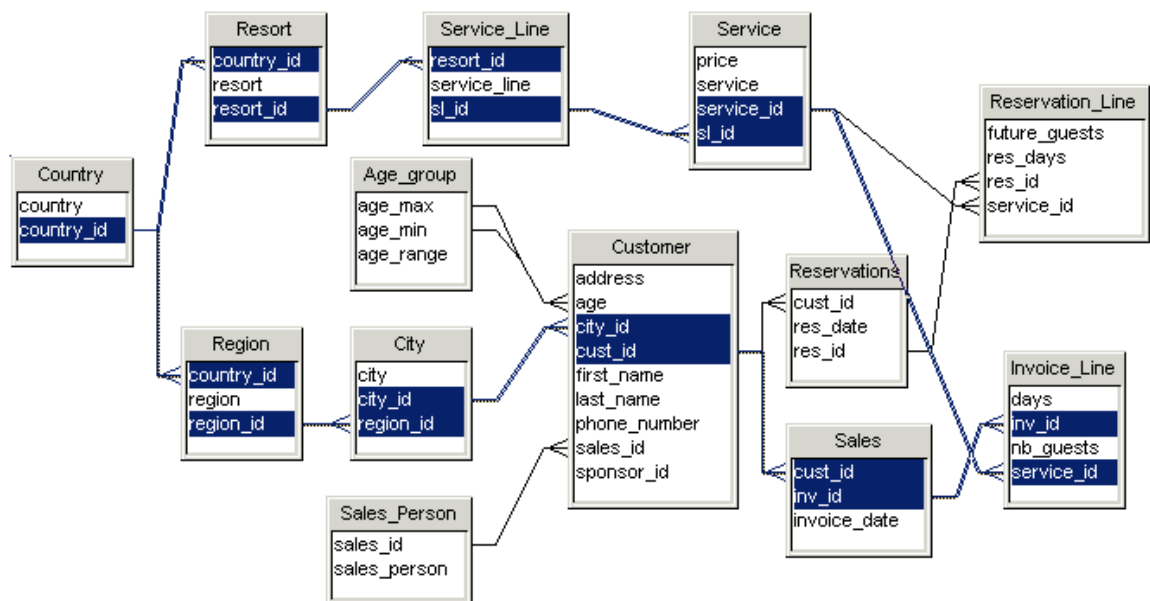 Resort
country_id
resort
resort_id
Service_Line
resort_id
service_line
sl_id
Service
price
service
service_id
sl_id
Reservation_Line
future_guests
res_days
res_id
service_id
Country
country
country_id
Age_group
age_max
age_min
age_range
Customer
address
age
city_id
cust_id
first_name
last_name
phone_number
sales_id
sponsor_id
Reservations
cust_id
res_date
res_id
Region
country_id
region
region_id
City
city
city_id
region_id
Invoice_Line
days
inv_id
nb_guests
service_id
Sales
cust_id
inv_id
invoice_date
Sales_Person
sales_id
sales_person